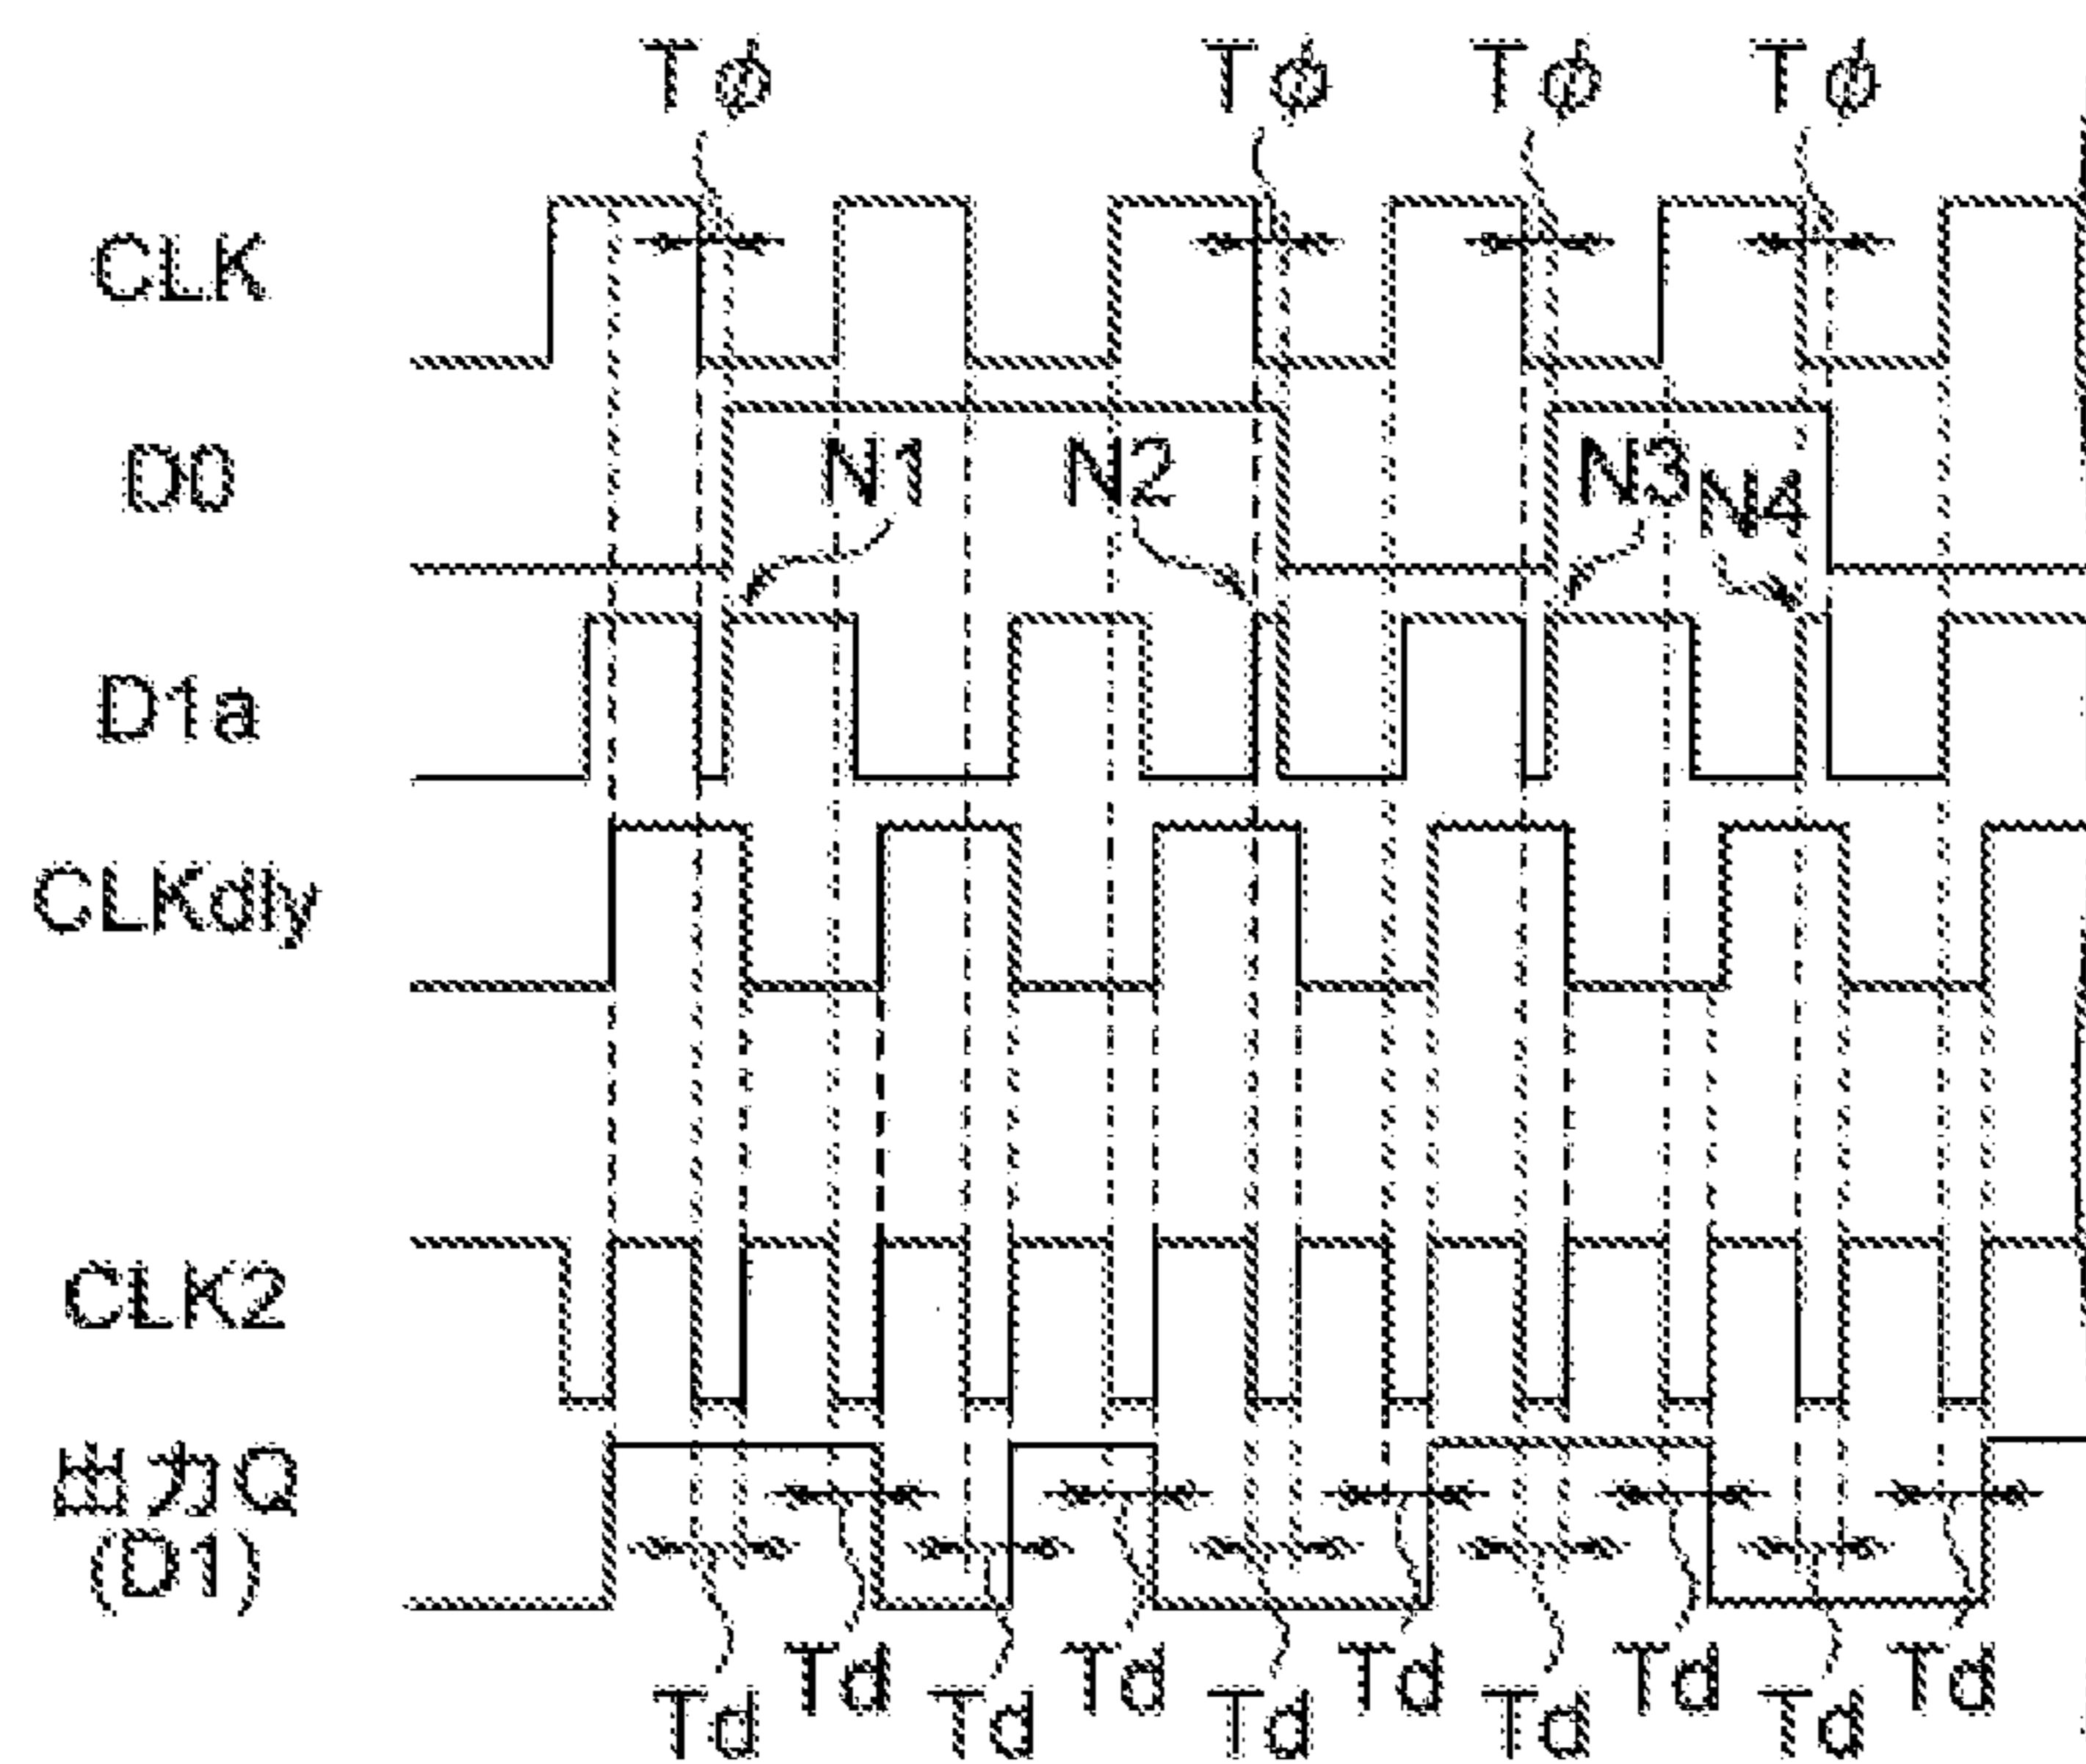 Tφ Tφ Tφ Tφ
CLK
D0
N1 N2 N3 N4
D1a
CLKdly
CLK2
出力Q
(D1)
Td Td Td Td Td
Td Td Td Td Td